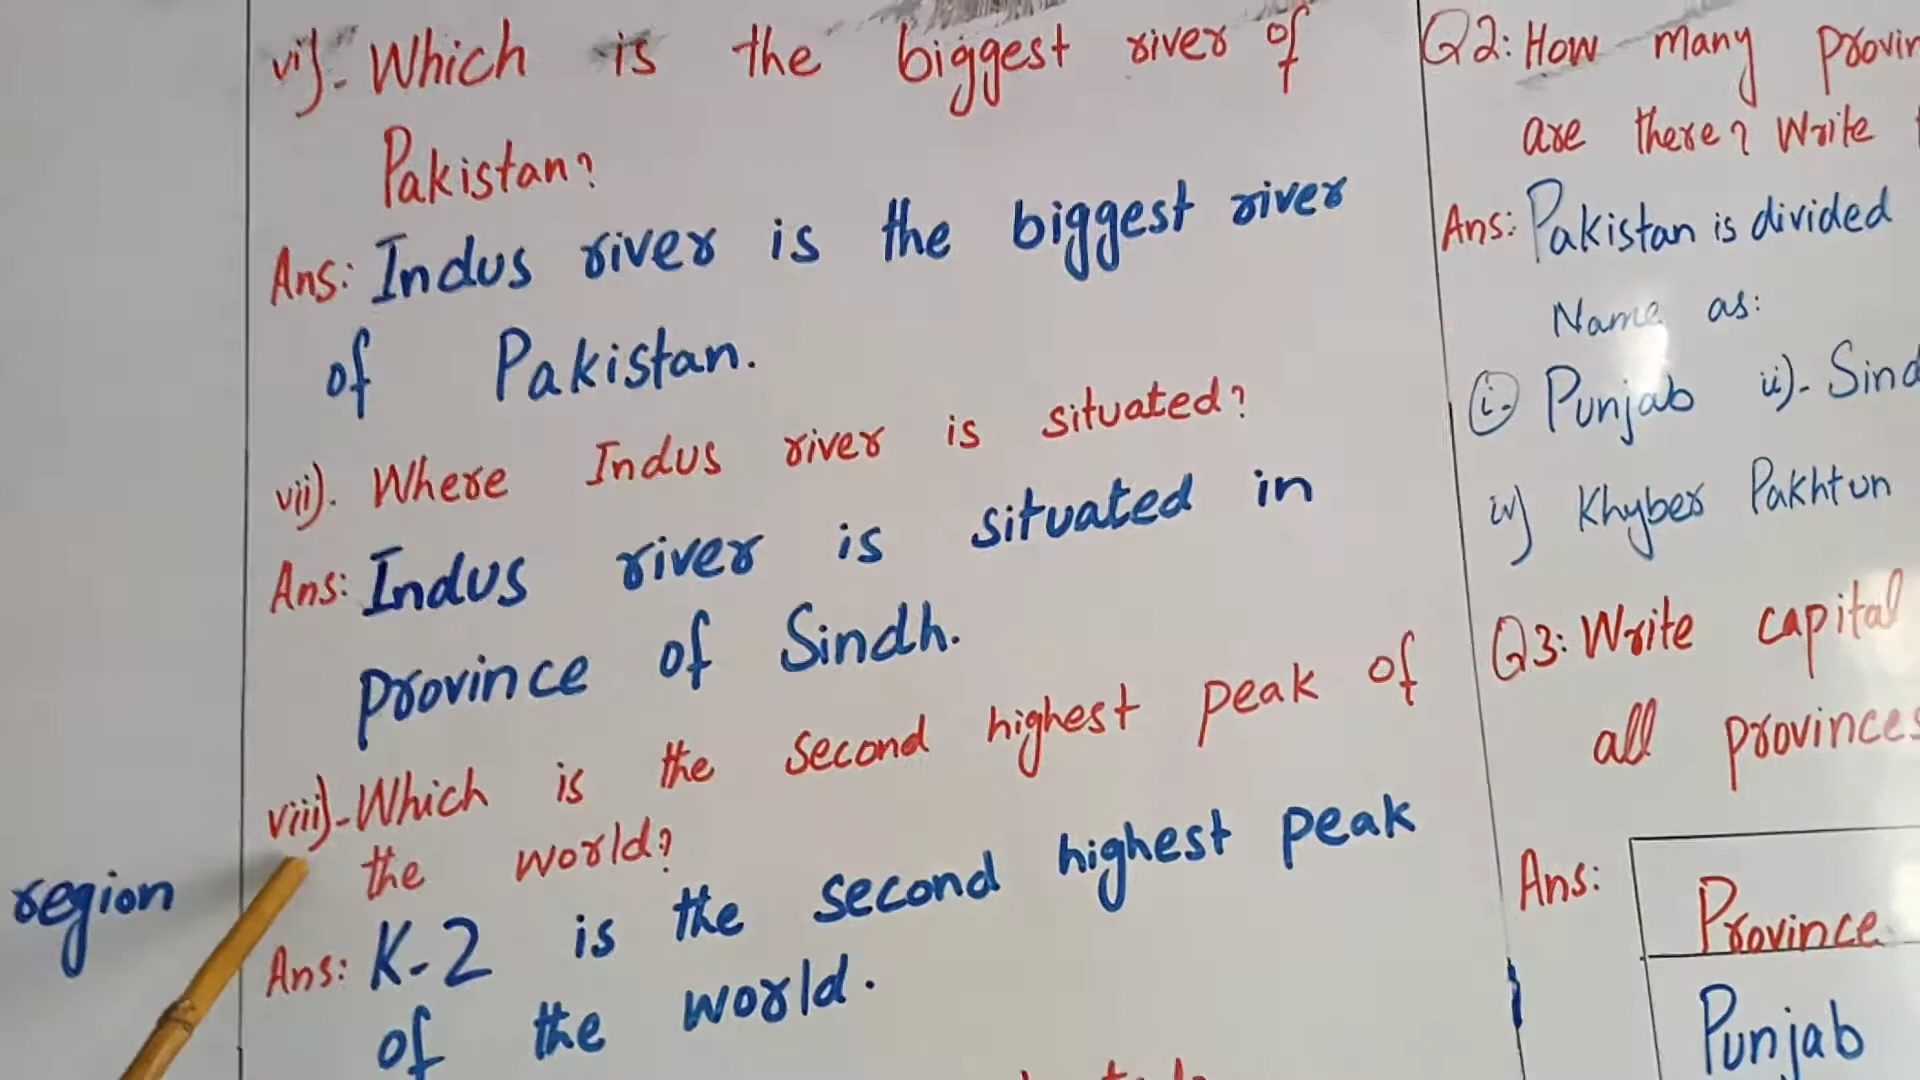 vi)- Which is the biggest river of
Pakistan?
Ans: Indus river is the biggest river
of Pakistan.
vii). Where Indus river is situated?
Ans: Indus river is situated in
province of Sindh.
viii)- Which is the second highest peak of
the world?
Ans: K-2 is the second highest peak
of the world.
region
Q2: How many provin
are there? Write
Ans: Pakistan is divided
Name as:
i- Punjab ii)- Sind
iv) Khyber Pakhtun
Q3: Write capital
all provinces
Ans:
Province
Punjab